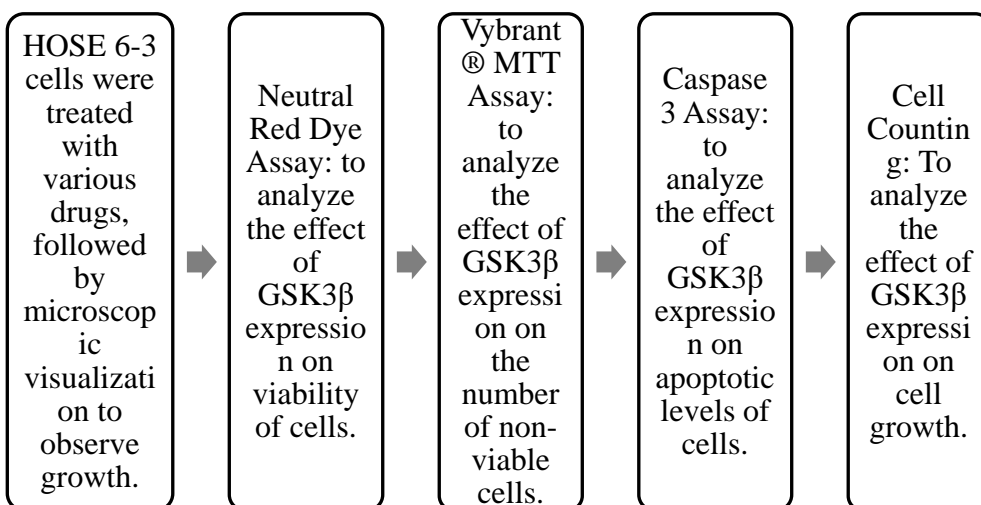 HOSE 6-3
cells were
treated
with
various
drugs,
followed
by
microscop
ic
visualizati
on to
observe
growth.
Neutral
Red Dye
Assay: to
analyze
the effect
of
GSK3β
expressio
n on
viability
of cells.
Vybrant
® MTT
Assay:
to
analyze
the
effect of
GSK3β
expressi
on on
the
number
of non-
viable
cells.
Caspase
3 Assay:
to
analyze
the effect
of
GSK3β
expressio
n on
apoptotic
levels of
cells.
Cell
Countin
g: To
analyze
the
effect of
GSK3β
expressi
on on
cell
growth.